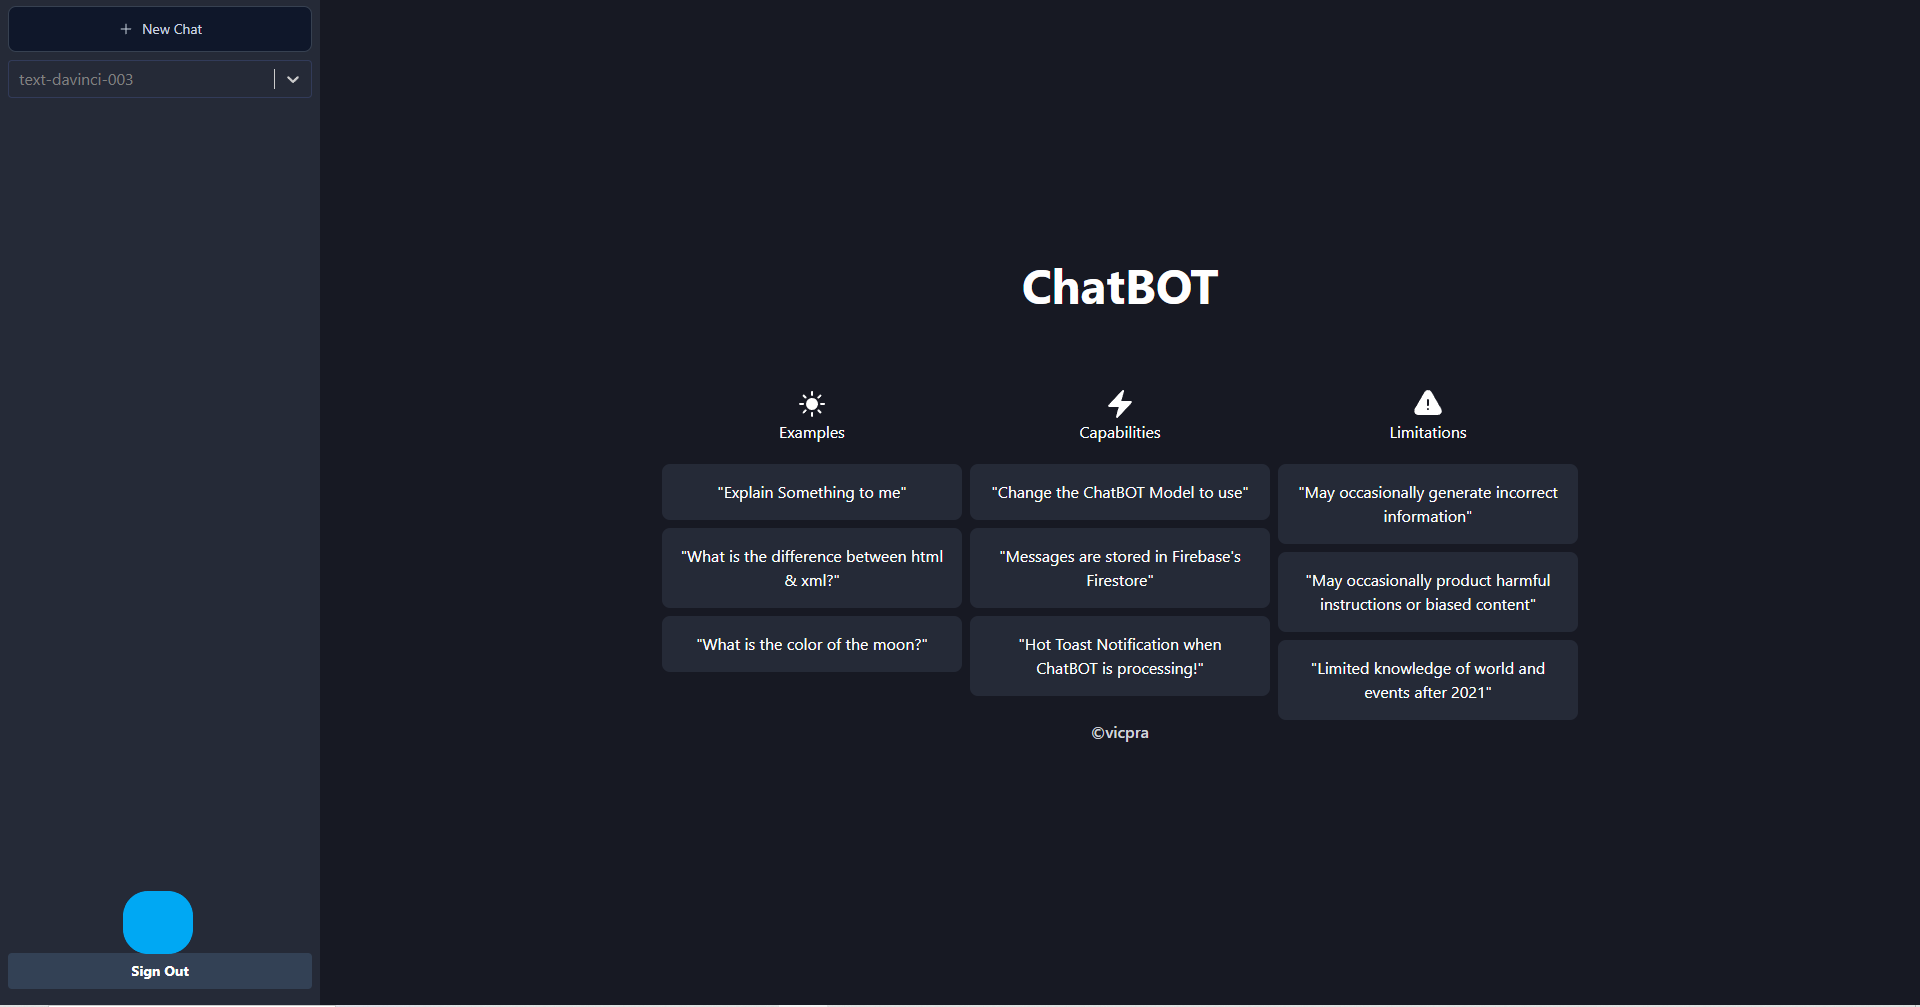 New Chat
text-davinci-003
ChatBOT
Examples
"Explain Something to me"
"What is the difference between html
& xml?"
"What is the color of the moon?"
Capabilities
"Change the ChatBOT Model to use"
"Messages are stored in Firebase's
Firestore"
"Hot Toast Notification when
ChatBOT is processing!"
Limitations
"May occasionally generate incorrect
information"
"May occasionally product harmful
instructions or biased content"
"Limited knowledge of world and
events after 2021"
©vicpra
Sign Out